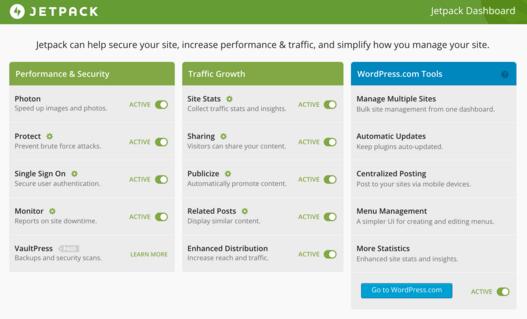 JETPACK
Jetpack Dashboard
Jetpack can help secure your site, increase performance & traffic, and simplify how you manage your site.
Performance & Security
Photon
Speed up images and photos.
ACTIVE
Protect
Prevent brute force attacks.
ACTIVE
Single Sign On
Secure user authentication.
ACTIVE
Monitor
Reports on site downtime.
ACTIVE
VaultPress
Backups and security scans.
LEARN MORE
Traffic Growth
Site Stats
Collect traffic stats and insights.
ACTIVE
Sharing
Visitors can share your content.
ACTIVE
Publicize
Automatically promote content.
ACTIVE
Related Posts
Display similar content.
ACTIVE
Enhanced Distribution
Increase reach and traffic.
ACTIVE
WordPress.com Tools
Manage Multiple Sites
Bulk site management from one dashboard.
Automatic Updates
Keep plugins auto-updated.
Centralized Posting
Post to your sites via mobile devices.
Menu Management
A simpler UI for creating and editing menus.
More Statistics
Enhanced site stats and insights.
Go to WordPress.com
ACTIVE